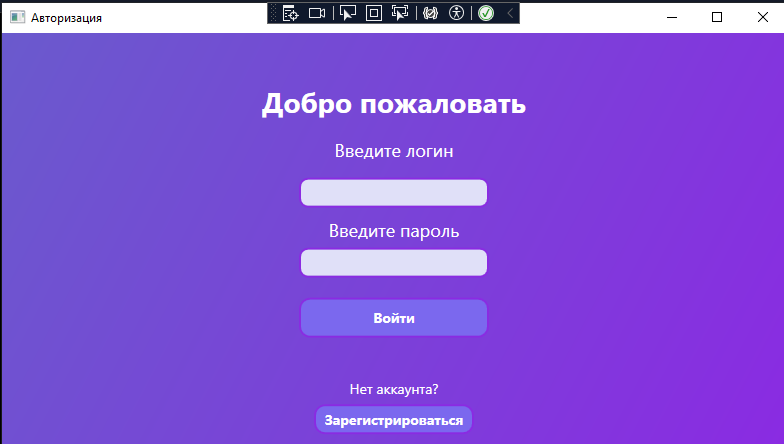 Авторизация
Добро пожаловать
Введите логин
Введите пароль
Войти
Нет аккаунта?
Зарегистрироваться